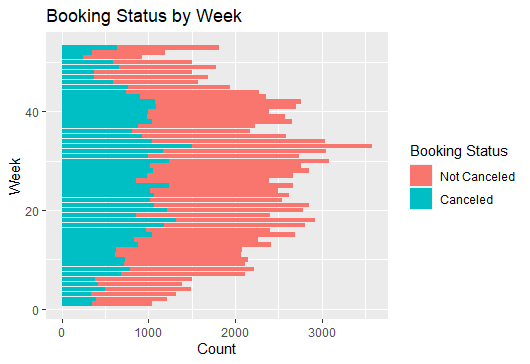 Booking Status by Week
Week
40
20
0
0
1000
2000
3000
Count
Booking Status
Not Canceled
Canceled